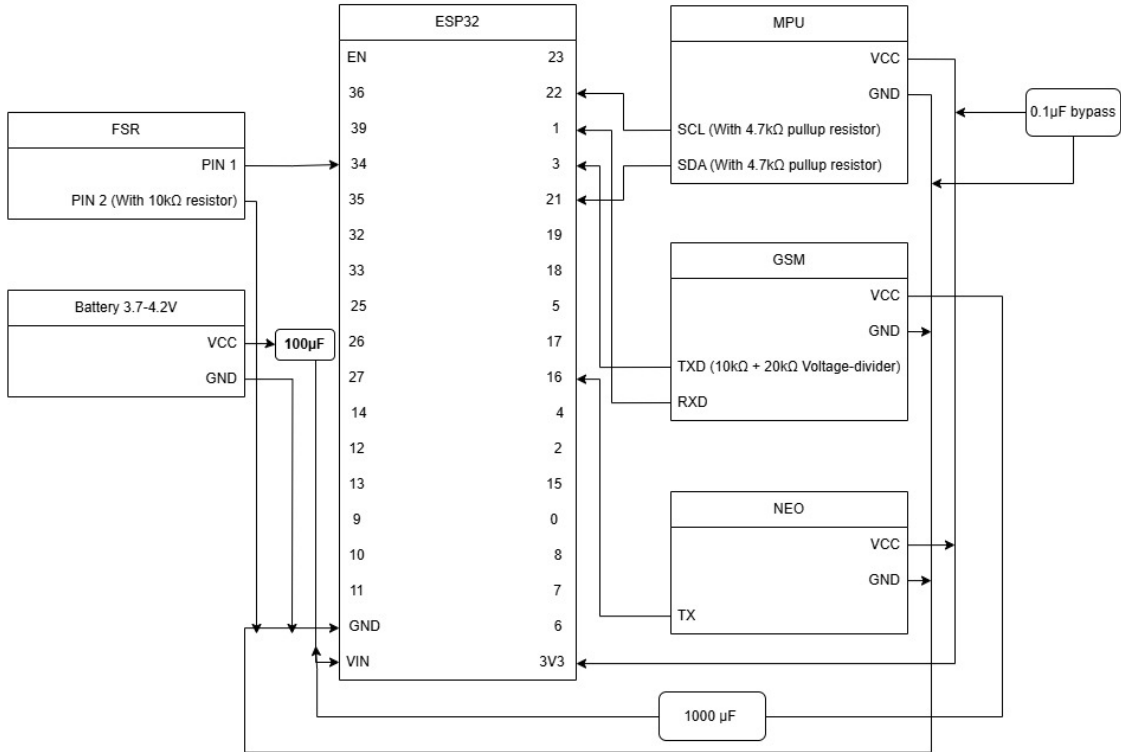 ESP32
EN
36
39
34
35
32
33
25
26
27
14
12
13
9
10
11
GND
VIN
23
22
1
3
21
19
18
5
17
16
4
2
15
0
8
7
6
3V3
FSR
PIN 1
PIN 2 (With 10kΩ resistor)
Battery 3.7-4.2V
VCC
GND
100µF
MPU
VCC
GND
SCL (With 4.7kΩ pullup resistor)
SDA (With 4.7kΩ pullup resistor)
0.1µF bypass
GSM
VCC
GND
TXD (10kΩ + 20kΩ Voltage-divider)
RXD
NEO
VCC
GND
TX
1000 µF